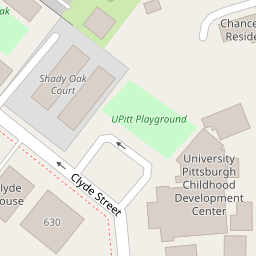 ak
Chance
Reside
Shady Oak
Court
UPitt Playground
University
Pittsburgh
Childhood
Development
Center
Clyde Street
lyde
ouse
630